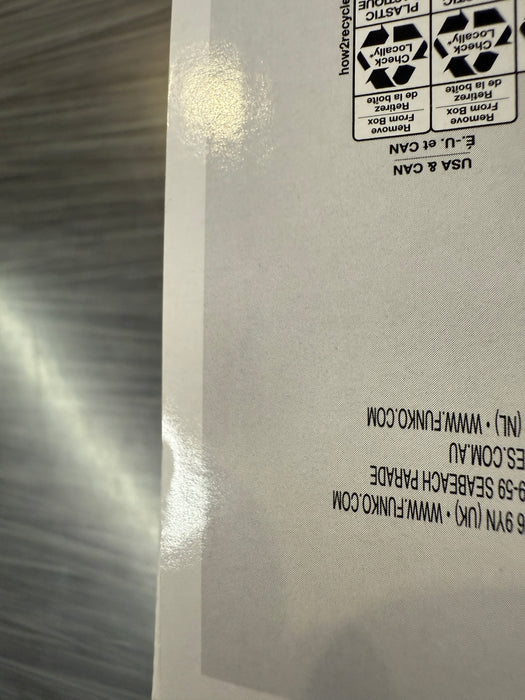 6 9YN (UK) • WWW.FUNKO.COM
9-59 SEABEACH PARADE
ES.COM.AU
(NL) • WWW.FUNKO.COM
USA & CAN
É.-U. et CAN
Remove
From Box
Retirez
de la boîte
Check
Locally*
Remove
From Box
Retirez
de la boîte
Check
Locally*
PLASTIC
how2recycle